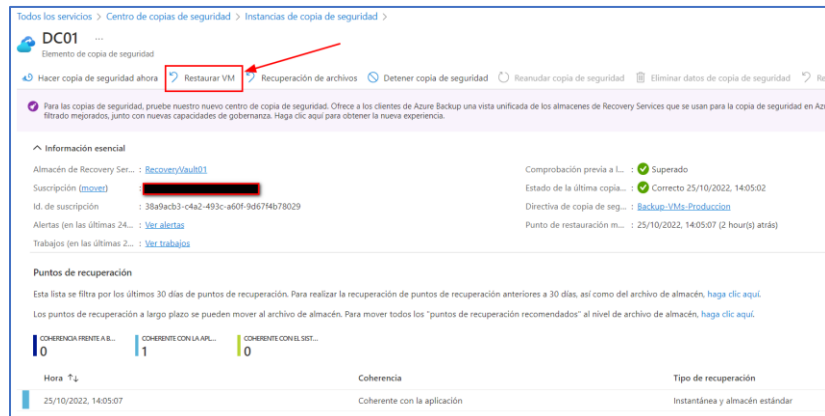 Todos los servicios > Centro de copias de seguridad > Instancias de copia de seguridad >
DC01 ...
Elemento de copia de seguridad
Hacer copia de seguridad ahora Restaurar VM Recuperación de archivos Detener copia de seguridad Reanudar copia de seguridad Eliminar datos de copia de seguridad Re
Para las copias de seguridad, pruebe nuestro nuevo centro de copia de seguridad. Ofrece a los clientes de Azure Backup una vista unificada de los almacenes de Recovery Services que se usan para la copia de seguridad en Azu
filtrado mejorados, junto con nuevas capacidades de gobernanza. Haga clic aquí para obtener la nueva experiencia.
Información esencial
Almacén de Recovery Ser... : RecoveryVault01 Comprobación previa a l... : Superado
Suscripción (mover) : Estado de la última copia... : Correcto 25/10/2022, 14:05:02
Id. de suscripción : 38a9acb3-c4a2-493c-a60f-9d67f4b78029 Directiva de copia de seg... : Backup-VMs-Produccion
Alertas (en las últimas 24... : Ver alertas Punto de restauración m... : 25/10/2022, 14:05:07 (2 hour(s) atrás)
Trabajos (en las últimas 2... : Ver trabajos
Puntos de recuperación
Esta lista se filtra por los últimos 30 días de puntos de recuperación. Para realizar la recuperación de puntos de recuperación anteriores a 30 días, así como del archivo de almacén, haga clic aquí.
Los puntos de recuperación a largo plazo se pueden mover al archivo de almacén. Para mover todos los "puntos de recuperación recomendados" al nivel de archivo de almacén, haga clic aquí.
COHERENCIA FRENTE A B... COHERENTE CON LA APL... COHERENTE CON EL SIST...
0 1 0
Hora ↑↓ Coherencia Tipo de recuperación
25/10/2022, 14:05:07 Coherente con la aplicación Instantánea y almacén estándar